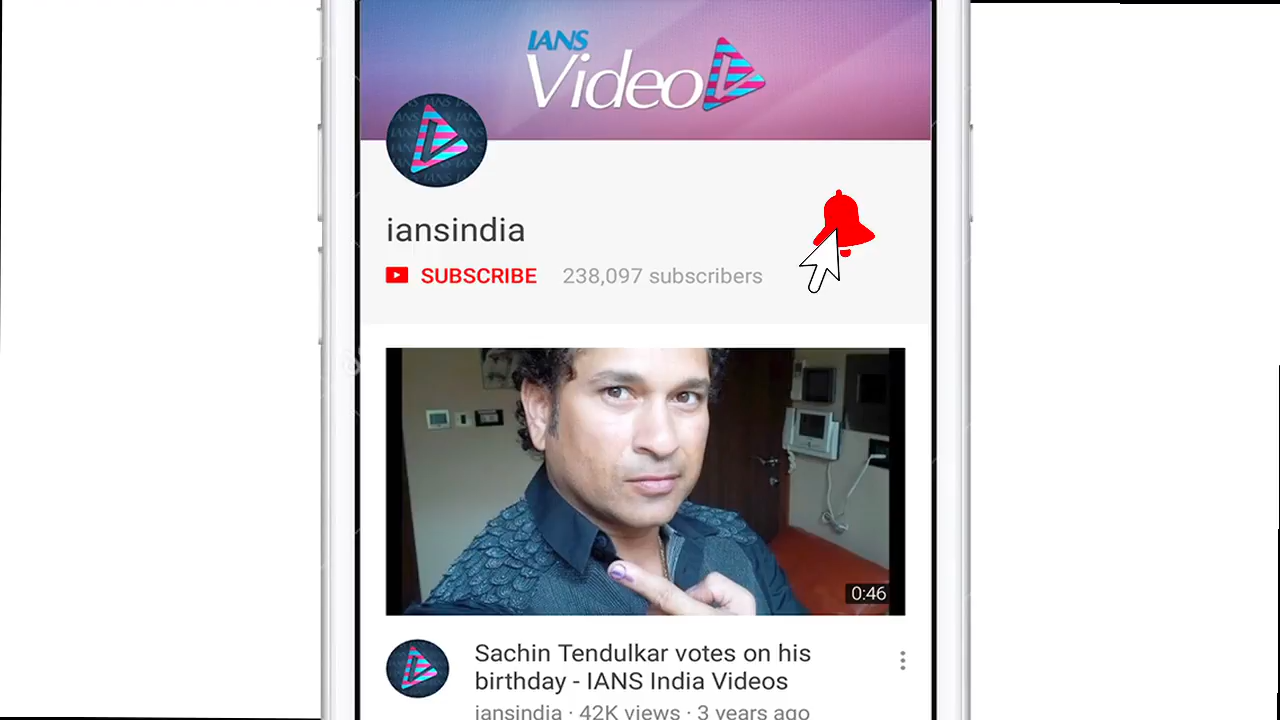 IANS
Video
iansindia
SUBSCRIBE 238,097 subscribers
0:46
Sachin Tendulkar votes on his
birthday - IANS India Videos
iansindia · 42K views · 3 years ago